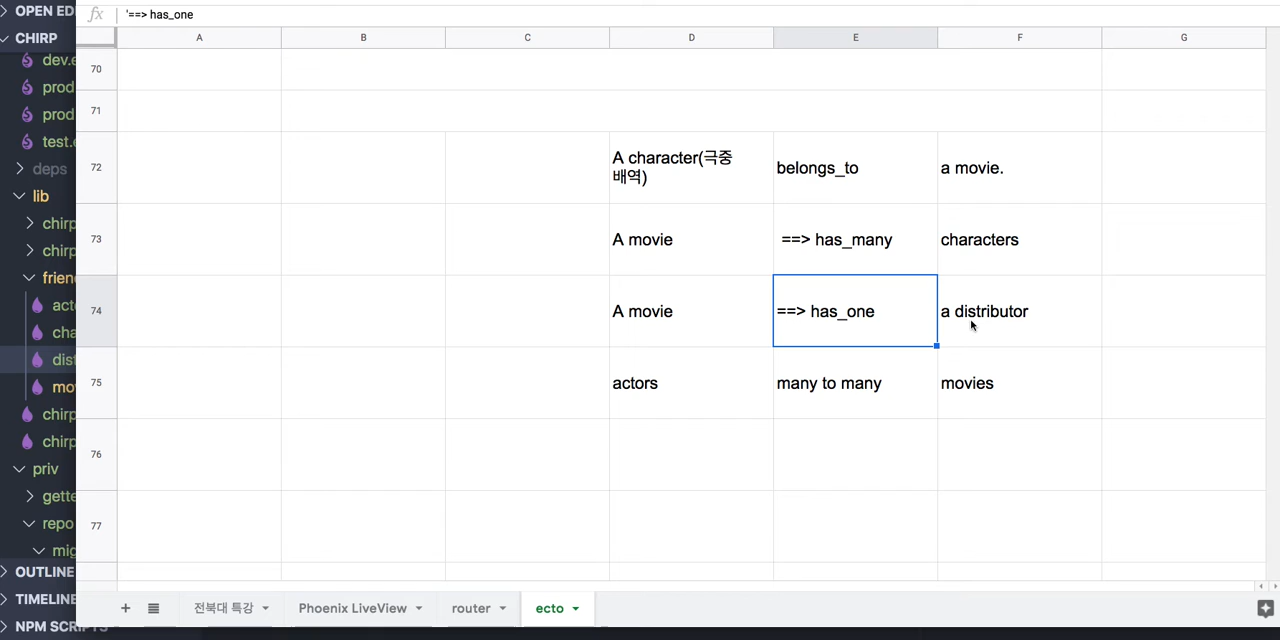 OPEN EDI
fx '==> has_one
CHIRP
A B C D E F G
dev.e
70
prod
prod
71
test.c
deps
72 A character(극중
배역) belongs_to a movie.
lib
chirp
73 A movie ==> has_many characters
chirp
frien
acto
74 A movie ==> has_one a distributor
cha
dist
75 actors many to many movies
mo
chirp
chirp
76
priv
gette
repo
77
mig
OUTLINE
TIMELINE
+ 전북대 특강 Phoenix LiveView router ecto
NPM SCRIPTS